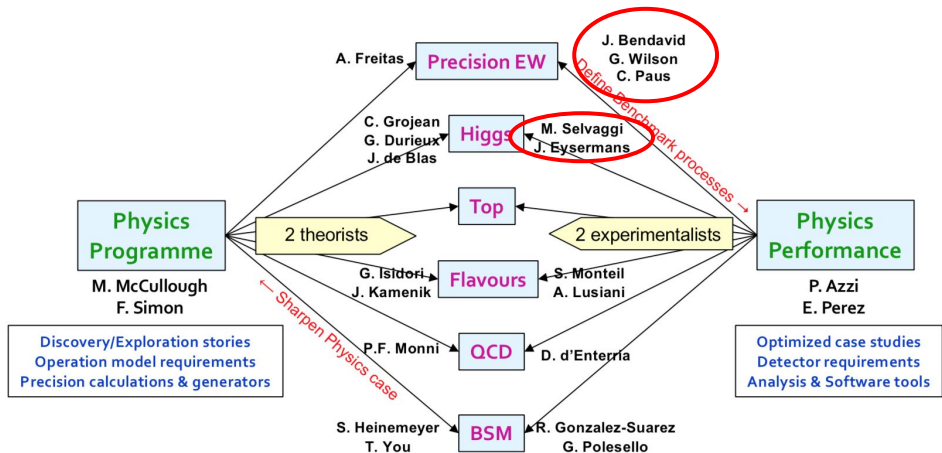 J. Bendavid
G. Wilson
C. Paus
A. Freitas
Precision EW
Define Benchmark processes →
C. Grojean
G. Durieux
J. de Blas
Higgs
M. Selvaggi
J. Eysermans
Physics
Programme
M. McCullough
F. Simon
2 theorists
Top
2 experimentalists
Physics
Performance
P. Azzi
E. Perez
G. Isidori
J. Kamenik
Flavours
S. Monteil
A. Lusiani
← Sharpen Physics case
Discovery/Exploration stories
Operation model requirements
Precision calculations & generators
P.F. Monni
QCD
D. d'Enterria
Optimized case studies
Detector requirements
Analysis & Software tools
S. Heinemeyer
T. You
BSM
R. Gonzalez-Suarez
G. Polesello